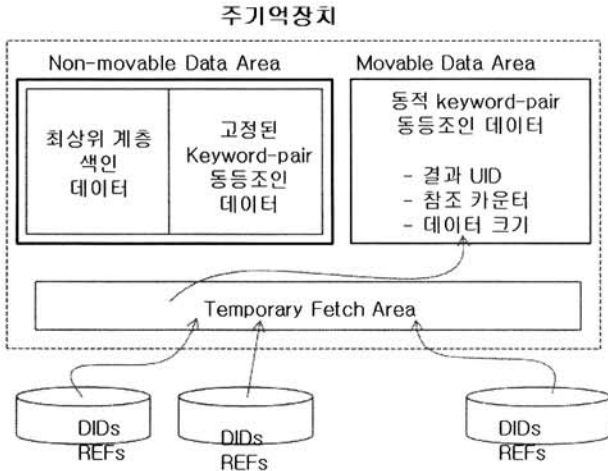 주기억장치
Non-movable Data Area
Movable Data Area
최상위 계층
색인
데이터
고정된
Keyword-pair
동등조인
데이터
동적 keyword-pair
동등조인 데이터
- 결과 UID
- 참조 카운터
- 데이터 크기
Temporary Fetch Area
DIDs
REFs
DIDs
REFs
DIDs
REFs